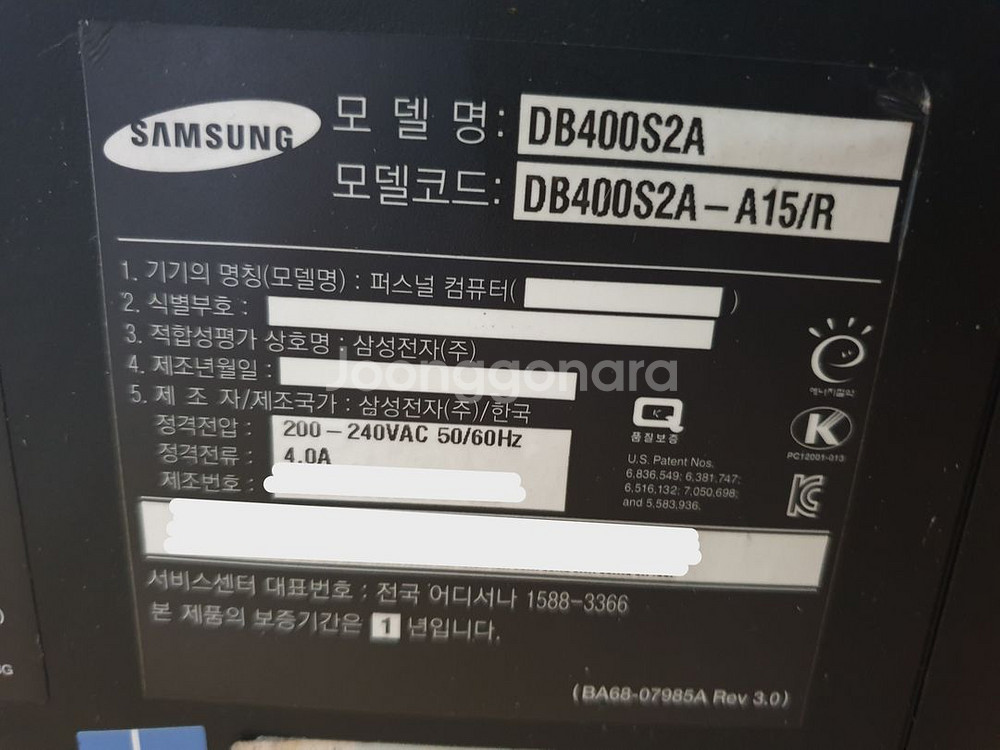 SAMSUNG
모 델 명: DB400S2A
모델코드: DB400S2A-A15/R
1. 기기의 명칭(모델명) : 퍼스널 컴퓨터( )
2. 식별부호 :
3. 적합성평가 상호명 : 삼성전자(주)
4. 제조년월일 :
5. 제 조 자/제조국가 : 삼성전자(주)/한국
정격전압 : 200-240VAC 50/60Hz
정격전류 : 4.0A
제조번호 :
Joonggonara
에너지절약
Q
품질보증
K
PC12001-013
U.S. Patent Nos.
6,836,549; 6,381,747;
6,516,132; 7,050,698;
and 5,583,936.
서비스센터 대표번호 : 전국 어디서나 1588-3366
본 제품의 보증기간은 1 년입니다.
(BA68-07985A Rev 3.0)